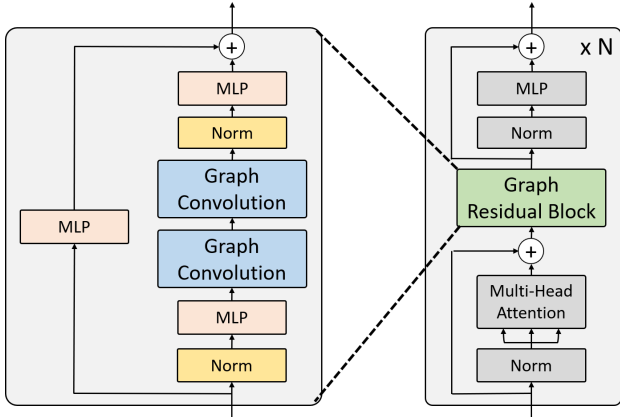 MLP
Norm
Graph
Convolution
MLP
Graph
Convolution
MLP
Norm
x N
MLP
Norm
Graph
Residual Block
Multi-Head
Attention
Norm